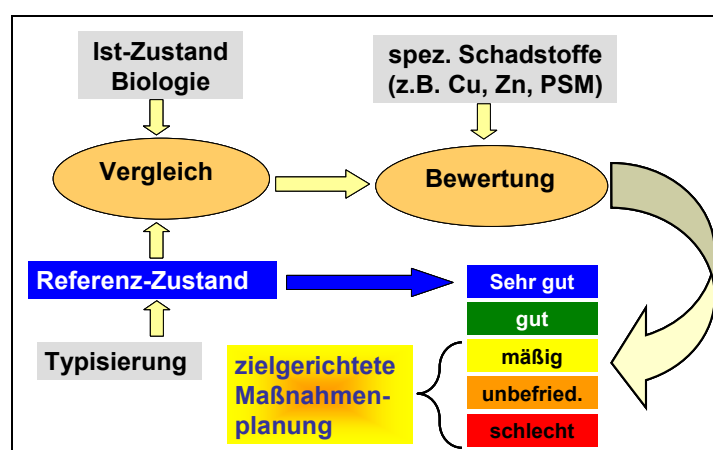 Ist-Zustand
Biologie
spez. Schadstoffe
(z.B. Cu, Zn, PSM)
Vergleich
Bewertung
Referenz-Zustand
Sehr gut
gut
Typisierung
zielgerichtete
Maßnahmen-
planung
mäßig
unbefried.
schlecht